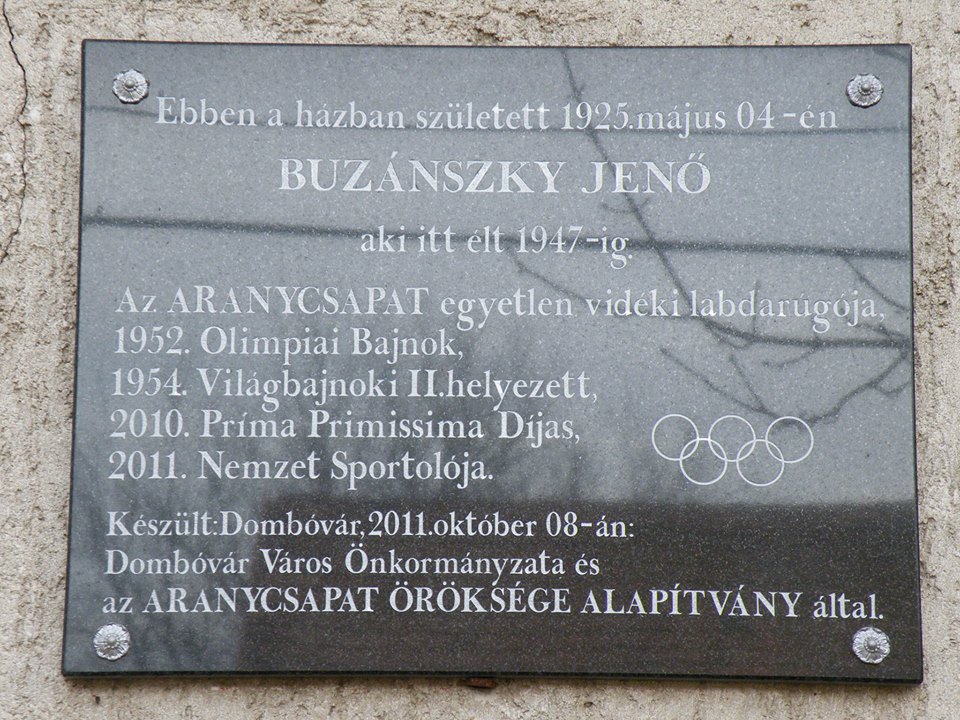 Ebben a házban született 1925.május 04-én
BUZÁNSZKY JENŐ
aki itt élt 1947-ig.
Az ARANYCSAPAT egyetlen vidéki labdarúgója,
1952. Olimpiai Bajnok,
1954. Világbajnoki II.helyezett,
2010. Príma Primissima Díjas,
2011. Nemzet Sportolója.
Készült:Dombóvár,2011.október 08-án:
Dombóvár Város Önkormányzata és
az ARANYCSAPAT ÖRÖKSÉGE ALAPÍTVÁNY által.